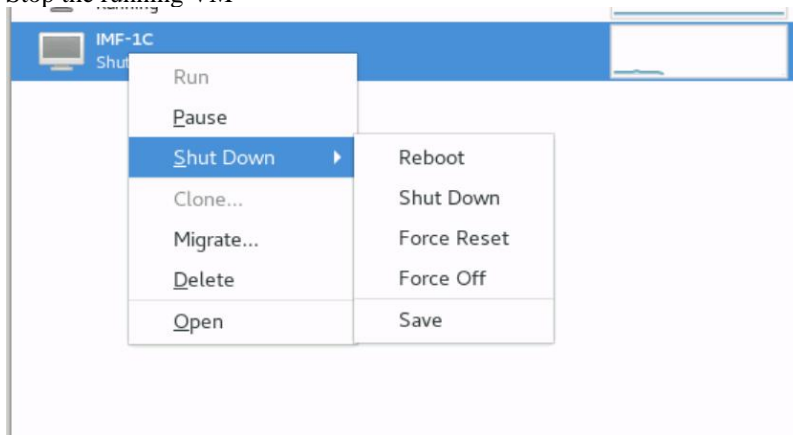 Stop the running VM
Running
IMF-1C
Shut
Run
Pause
Shut Down
Clone...
Migrate...
Delete
Open
Reboot
Shut Down
Force Reset
Force Off
Save